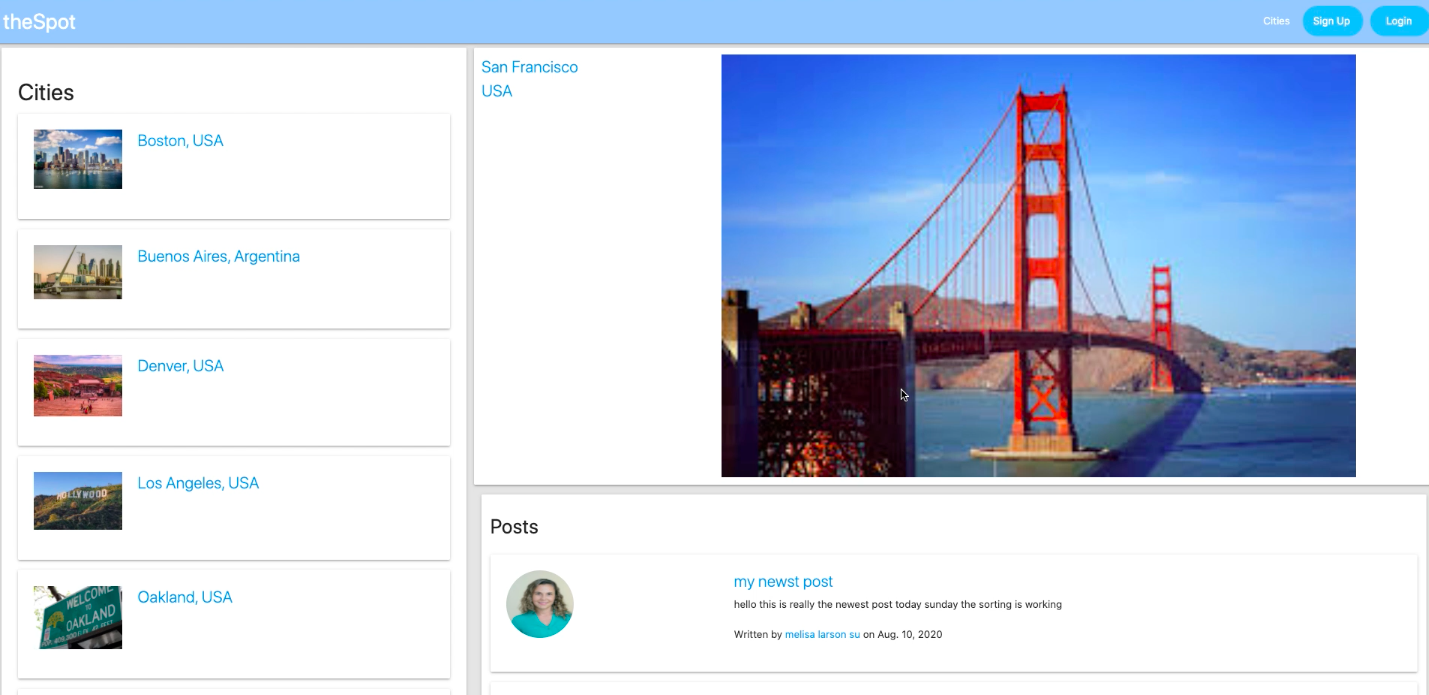 theSpot
Cities
Sign Up
Login
Cities
Boston, USA
Buenos Aires, Argentina
Denver, USA
Los Angeles, USA
HOLLYWOOD
Oakland, USA
WELCOME
TO
OAKLAND
San Francisco
USA
Posts
my newst post
hello this is really the newest post today sunday the sorting is working
Written by melisa larson su on Aug. 10, 2020